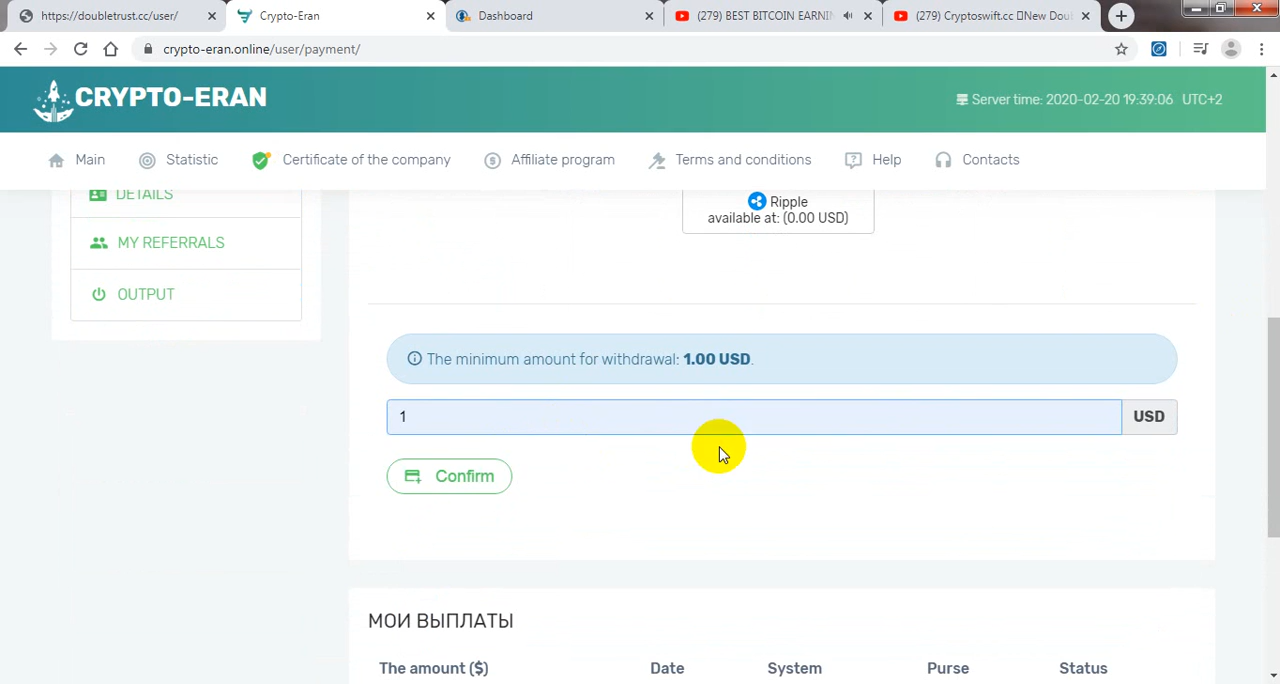 https://doubletrust.cc/user/
Crypto-Eran
Dashboard
(279) BEST BITCOIN EARNIN
(279) Cryptoswift.cc New Dou
crypto-eran.online/user/payment/
CRYPTO-ERAN
Server time: 2020-02-20 19:39:06 UTC+2
Main
Statistic
Certificate of the company
Affiliate program
Terms and conditions
Help
Contacts
DETAILS
MY REFERRALS
OUTPUT
Ripple
available at: (0.00 USD)
The minimum amount for withdrawal: 1.00 USD.
1
USD
Confirm
МОИ ВЫПЛАТЫ
The amount ($)
Date
System
Purse
Status